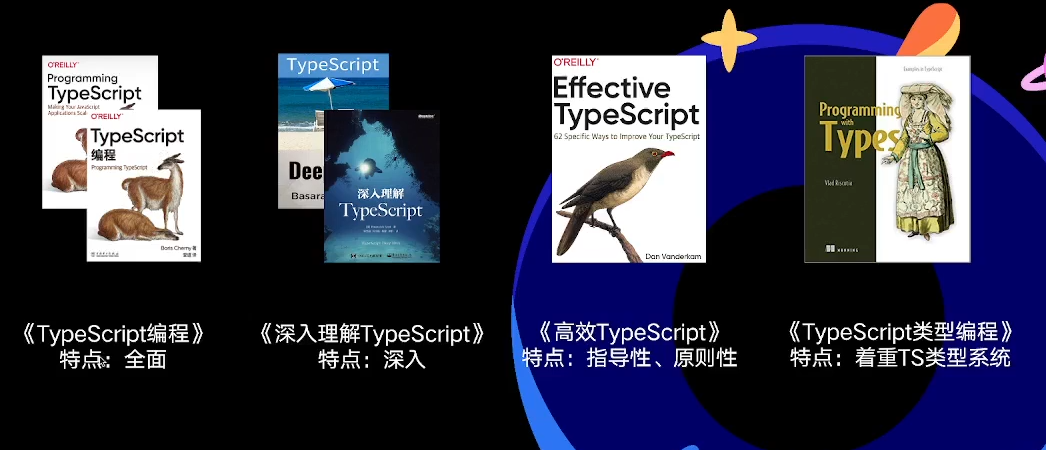 O'REILLY
Programming
TypeScript
Making Your JavaScript
Applications Scal
O'REILLY
TypeScript
编程
Programming TypeScript
Boris Cherny 著
TypeScript
Dee
Basara
深入理解
TypeScript
O'REILLY
Effective
TypeScript
62 Specific Ways to Improve Your TypeScript
Dan Vanderkam
Examples in TypeScript
Programming
with
Types
Vlad Riscutia
MANNING
《TypeScript编程》
特点：全面
《深入理解TypeScript》
特点：深入
《高效TypeScript》
特点：指导性、原则性
《TypeScript类型编程》
特点：着重TS类型系统